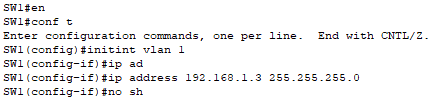 SW1#en
SW1#conf t
Enter configuration commands, one per line.  End with CNTL/Z.
SW1(config)#initint vlan 1
SW1(config-if)#ip ad
SW1(config-if)#ip address 192.168.1.3 255.255.255.0
SW1(config-if)#no sh